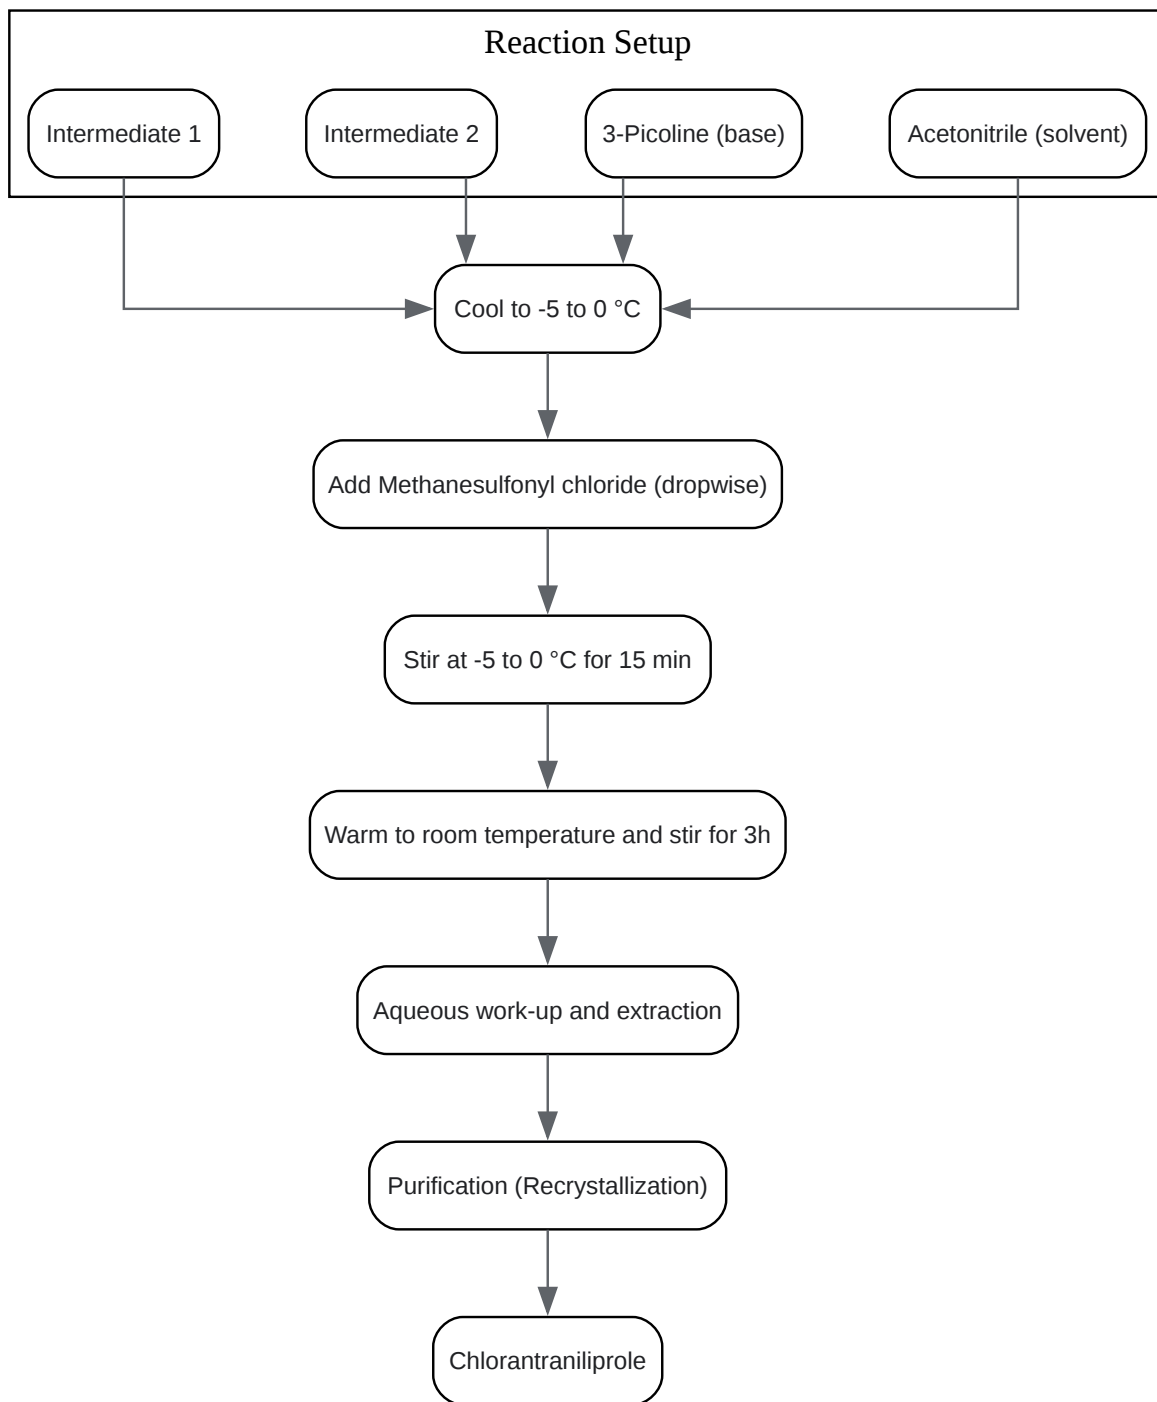 Reaction Setup
Intermediate 1
Intermediate 2
3-Picoline (base)
Acetonitrile (solvent)
Cool to -5 to 0 °C
Add Methanesulfonyl chloride (dropwise)
Stir at -5 to 0 °C for 15 min
Warm to room temperature and stir for 3h
Aqueous work-up and extraction
Purification (Recrystallization)
Chlorantraniliprole